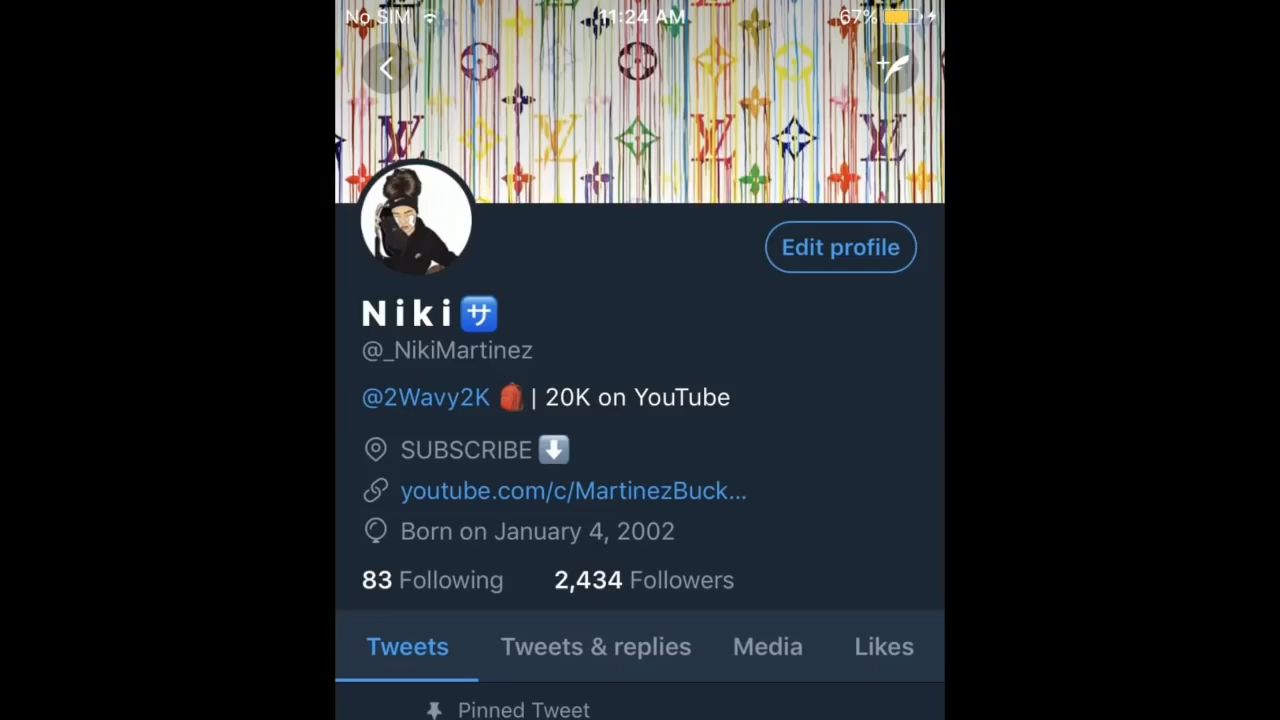 No SIM 11:24 AM 67%
Niki サ
@_NikiMartinez
Edit profile
@2Wavy2K 🎒 | 20K on YouTube
SUBSCRIBE ⬇️
youtube.com/c/MartinezBuck...
Born on January 4, 2002
83 Following 2,434 Followers
Tweets Tweets & replies Media Likes
Pinned Tweet